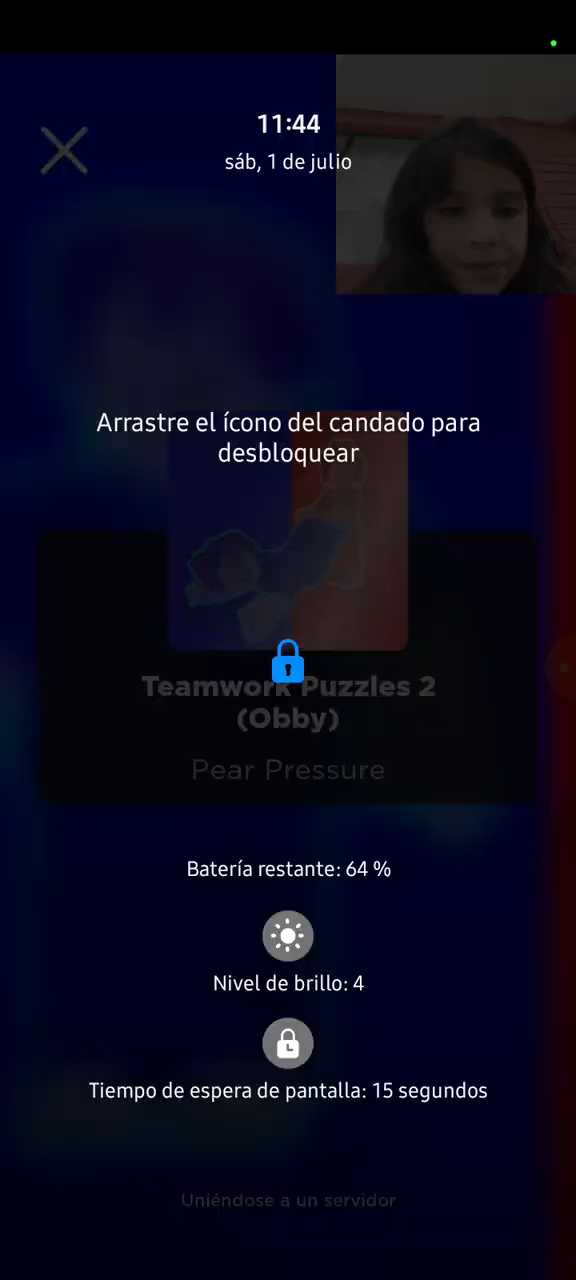 11:44
sáb, 1 de julio
Arrastre el ícono del candado para
desbloquear
Teamwork Puzzles 2
(Obby)
Pear Pressure
Batería restante: 64 %
Nivel de brillo: 4
Tiempo de espera de pantalla: 15 segundos
Uniéndose a un servidor